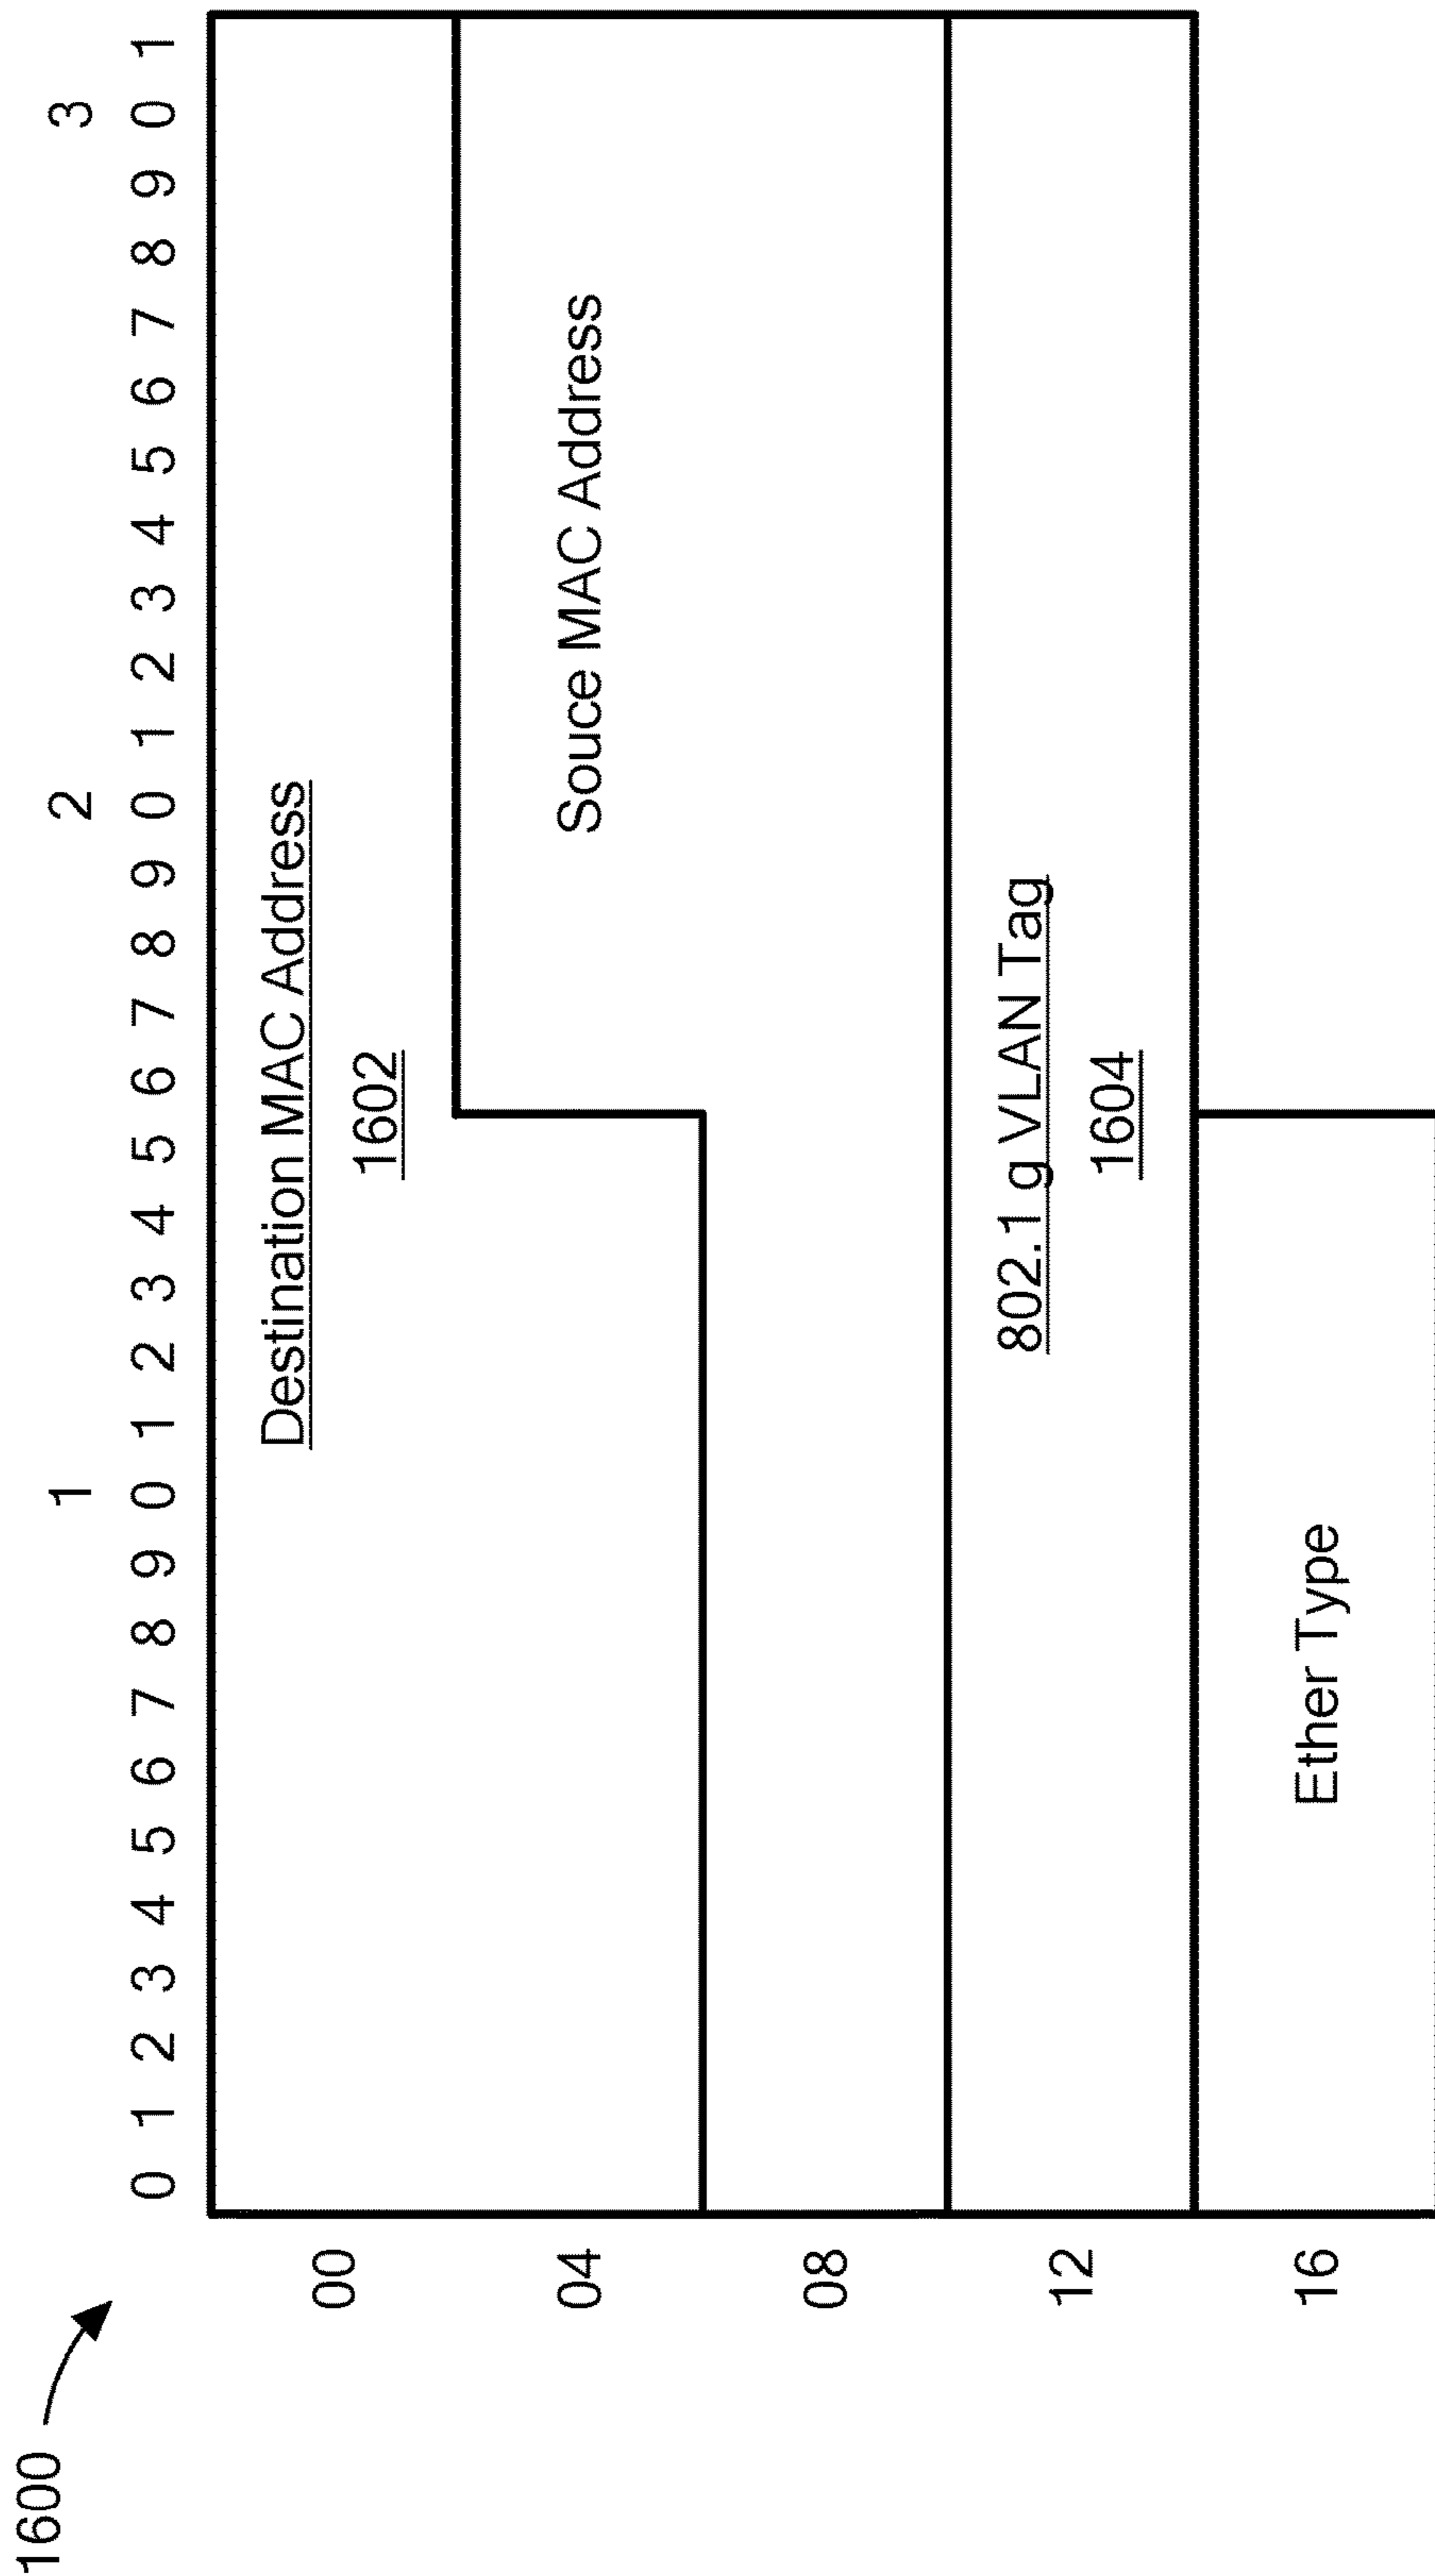 1600
1 2 3
0 1 2 3 4 5 6 7 8 9 0 1 2 3 4 5 6 7 8 9 0 1 2 3 4 5 6 7 8 9 0 1
00
Destination MAC Address
1602
04
Souce MAC Address
08
12
802.1 g VLAN Tag
1604
16
Ether Type